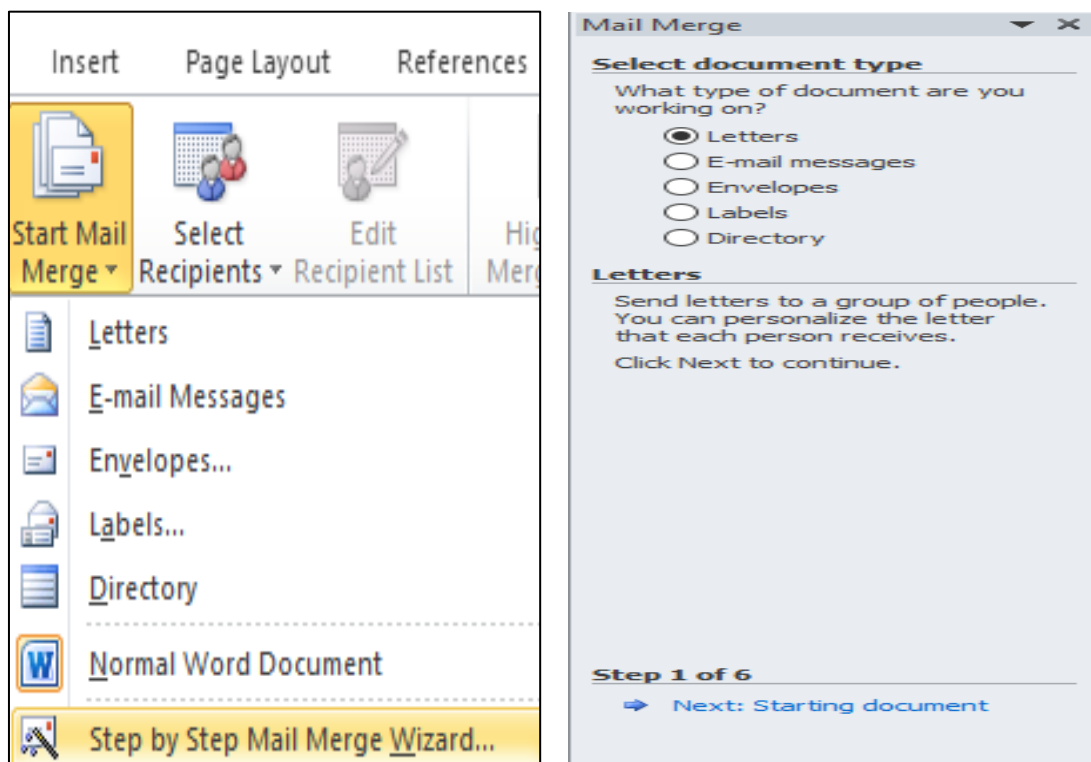 Insert Page Layout References
Start Mail Merge
Select Recipients
Edit Recipient List
Letters
E-mail Messages
Envelopes...
Labels...
Directory
Normal Word Document
Step by Step Mail Merge Wizard...
Mail Merge
Select document type
What type of document are you
working on?
Letters
E-mail messages
Envelopes
Labels
Directory
Letters
Send letters to a group of people.
You can personalize the letter
that each person receives.
Click Next to continue.
Step 1 of 6
Next: Starting document